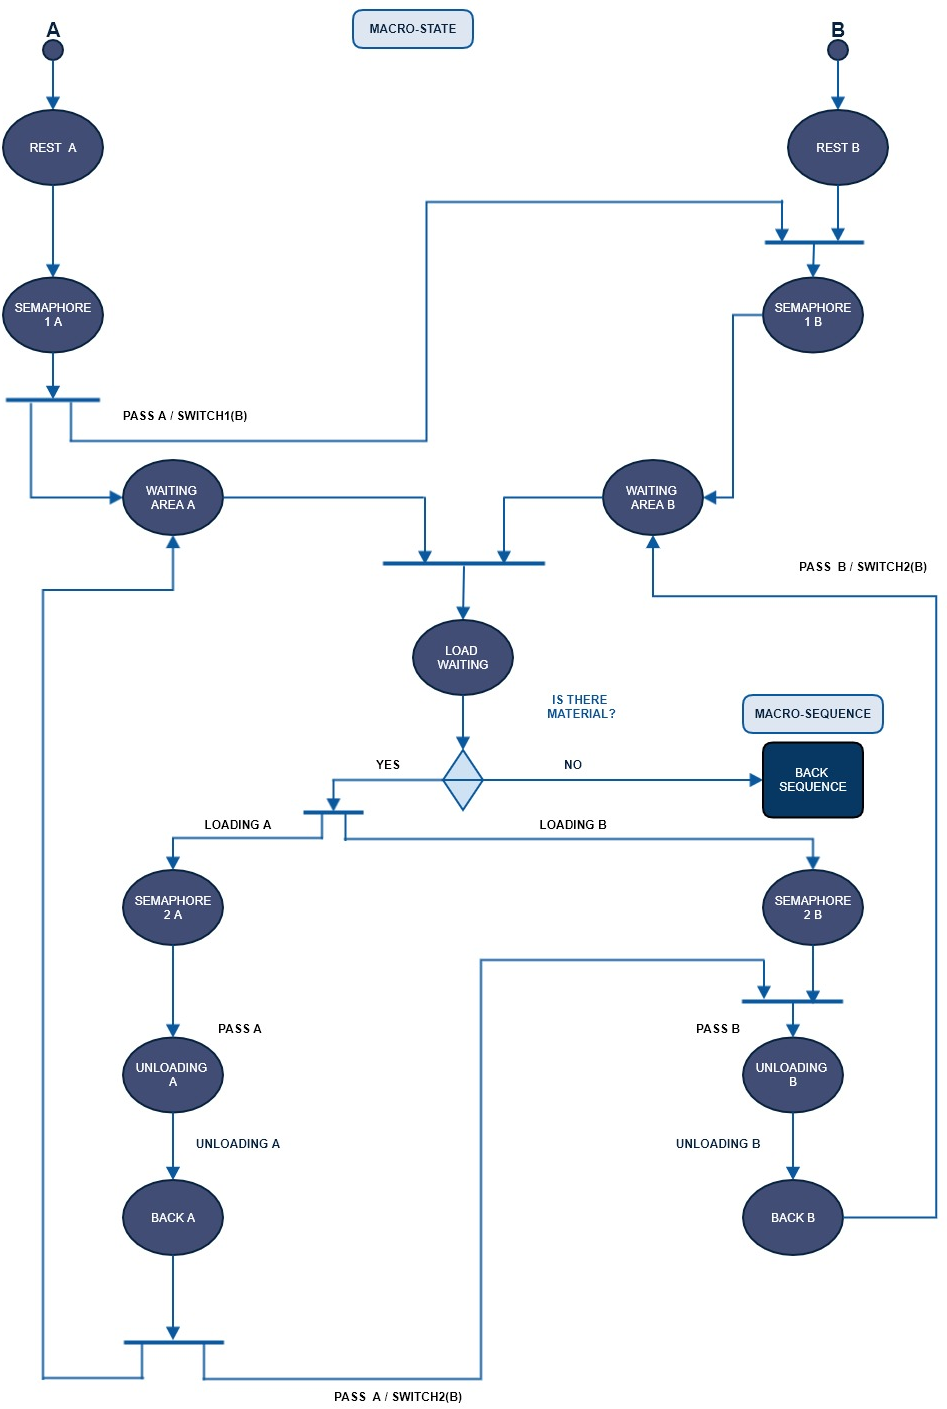 A
MACRO-STATE
B
REST A
REST B
SEMAPHORE
1 A
SEMAPHORE
1 B
PASS A / SWITCH1(B)
WAITING
AREA A
WAITING
AREA B
PASS B / SWITCH2(B)
LOAD
WAITING
IS THERE
MATERIAL?
MACRO-SEQUENCE
YES
NO
BACK
SEQUENCE
LOADING A
LOADING B
SEMAPHORE
2 A
SEMAPHORE
2 B
PASS A
PASS B
UNLOADING
A
UNLOADING
B
UNLOADING A
UNLOADING B
BACK A
BACK B
PASS A / SWITCH2(B)